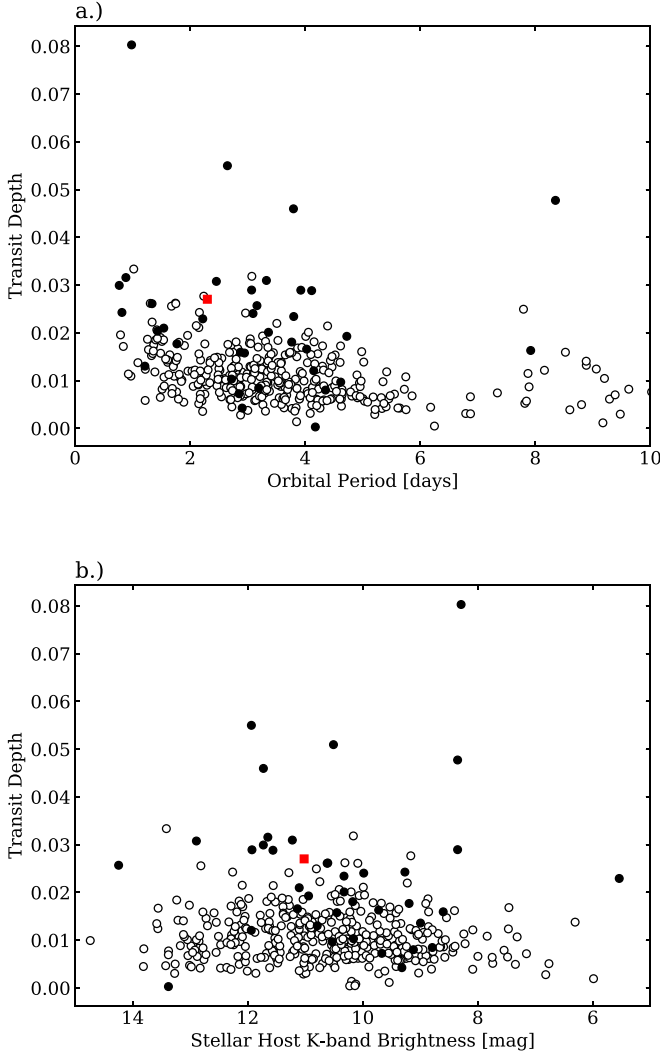 a.)
0.08
0.07
0.06
0.05
0.04
0.03
0.02
0.01
0.00
Transit Depth
0 2 4 6 8 10
Orbital Period [days]
b.)
0.08
0.07
0.06
0.05
0.04
0.03
0.02
0.01
0.00
Transit Depth
14 12 10 8 6
Stellar Host K-band Brightness [mag]